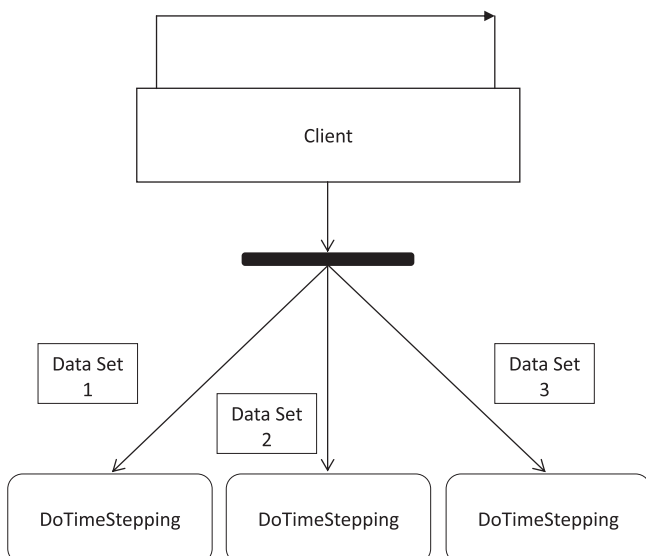 Client
Data Set
1
Data Set
2
Data Set
3
DoTimeStepping
DoTimeStepping
DoTimeStepping